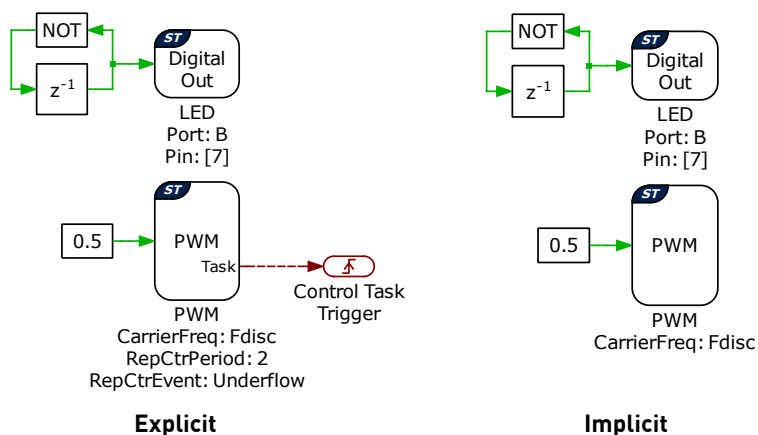 NOT
z-1
ST
Digital
Out
LED
Port: B
Pin: [7]
0.5
ST
PWM
Task
Control Task
Trigger
PWM
CarrierFreq: Fdisc
RepCtrPeriod: 2
RepCtrEvent: Underflow
Explicit
NOT
z-1
ST
Digital
Out
LED
Port: B
Pin: [7]
0.5
ST
PWM
PWM
CarrierFreq: Fdisc
Implicit